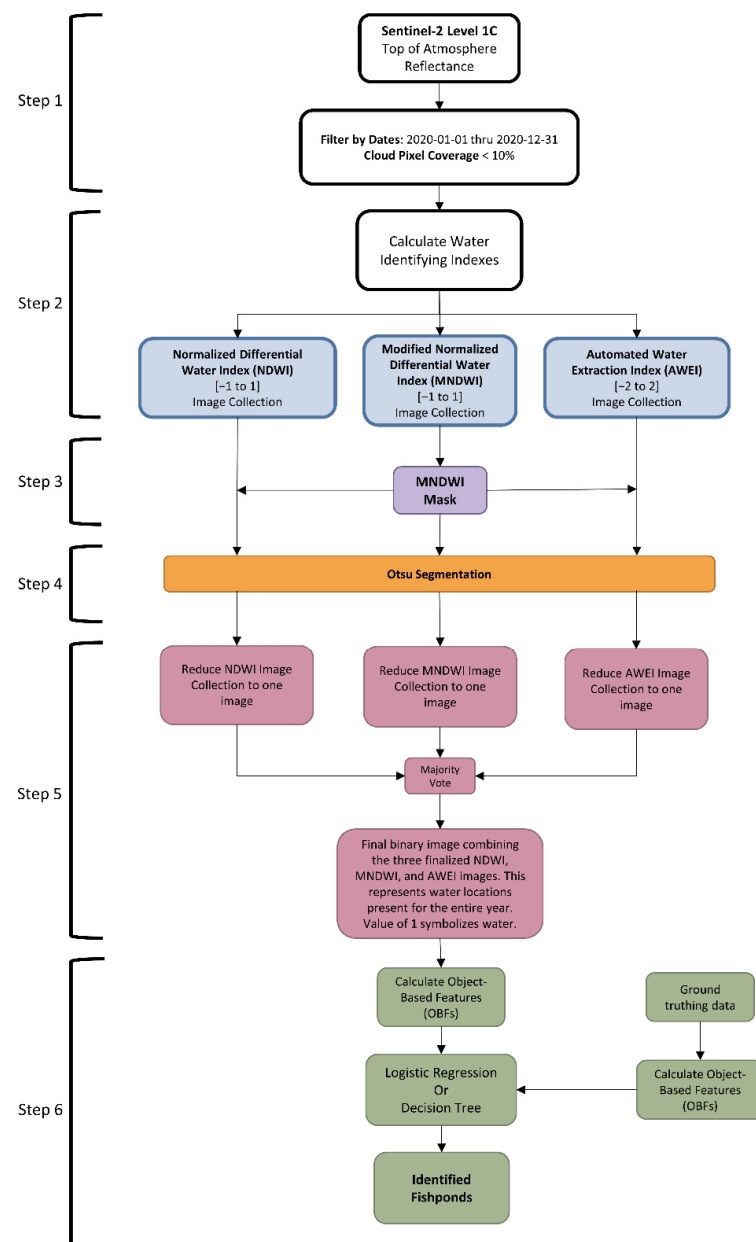 Step 1
Sentinel-2 Level 1C
Top of Atmosphere
Reflectance
Filter by Dates: 2020-01-01 thru 2020-12-31
Cloud Pixel Coverage < 10%
Step 2
Calculate Water
Identifying Indexes
Normalized Differential
Water Index (NDWI)
[−1 to 1]
Image Collection
Modified Normalized
Differential Water
Index (MNDWI)
[−1 to 1]
Image Collection
Automated Water
Extraction Index (AWEI)
[−2 to 2]
Image Collection
Step 3
MNDWI
Mask
Step 4
Otsu Segmentation
Step 5
Reduce NDWI Image
Collection to one
image
Reduce MNDWI Image
Collection to one
image
Reduce AWEI Image
Collection to one
image
Majority
Vote
Final binary image combining
the three finalized NDWI,
MNDWI, and AWEI images. This
represents water locations
present for the entire year.
Value of 1 symbolizes water.
Step 6
Calculate Object-
Based Features
(OBFs)
Ground
truthing data
Logistic Regression
Or
Decision Tree
Calculate Object-
Based Features
(OBFs)
Identified
Fishponds